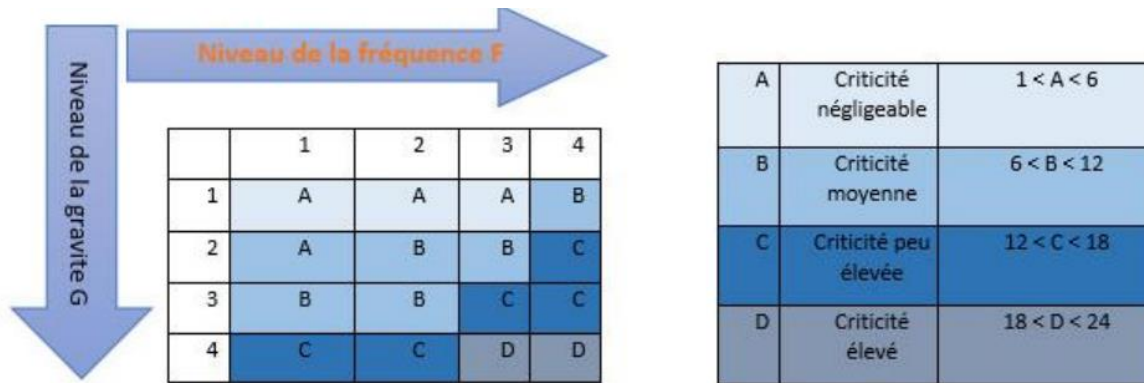 Niveau de la fréquence F
Niveau de la gravite G
1 2 3 4
1 A A A B
2 A B B C
3 B B C C
4 C C D D
A Criticité négligeable 1 < A < 6
B Criticité moyenne 6 < B < 12
C Criticité peu élevée 12 < C < 18
D Criticité élevé 18 < D < 24